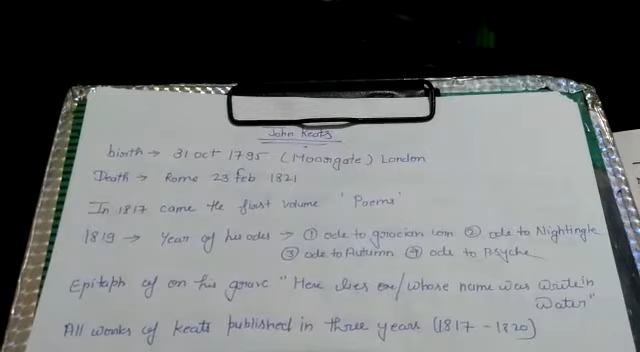 John Keats
birth → 31 oct 1795 (Moorgate) London
Death → Rome 23 Feb 1821
In 1817 came the first volume 'Poems'
1819 → Year of his odes → ① ode to gracian urn ② ode to Nightingle
③ ode to Autumn ④ ode to Psyche
Epitaph of on his grave "Here lies one/whose name was write in
Water"
All works of Keats published in three years (1817 - 1820)